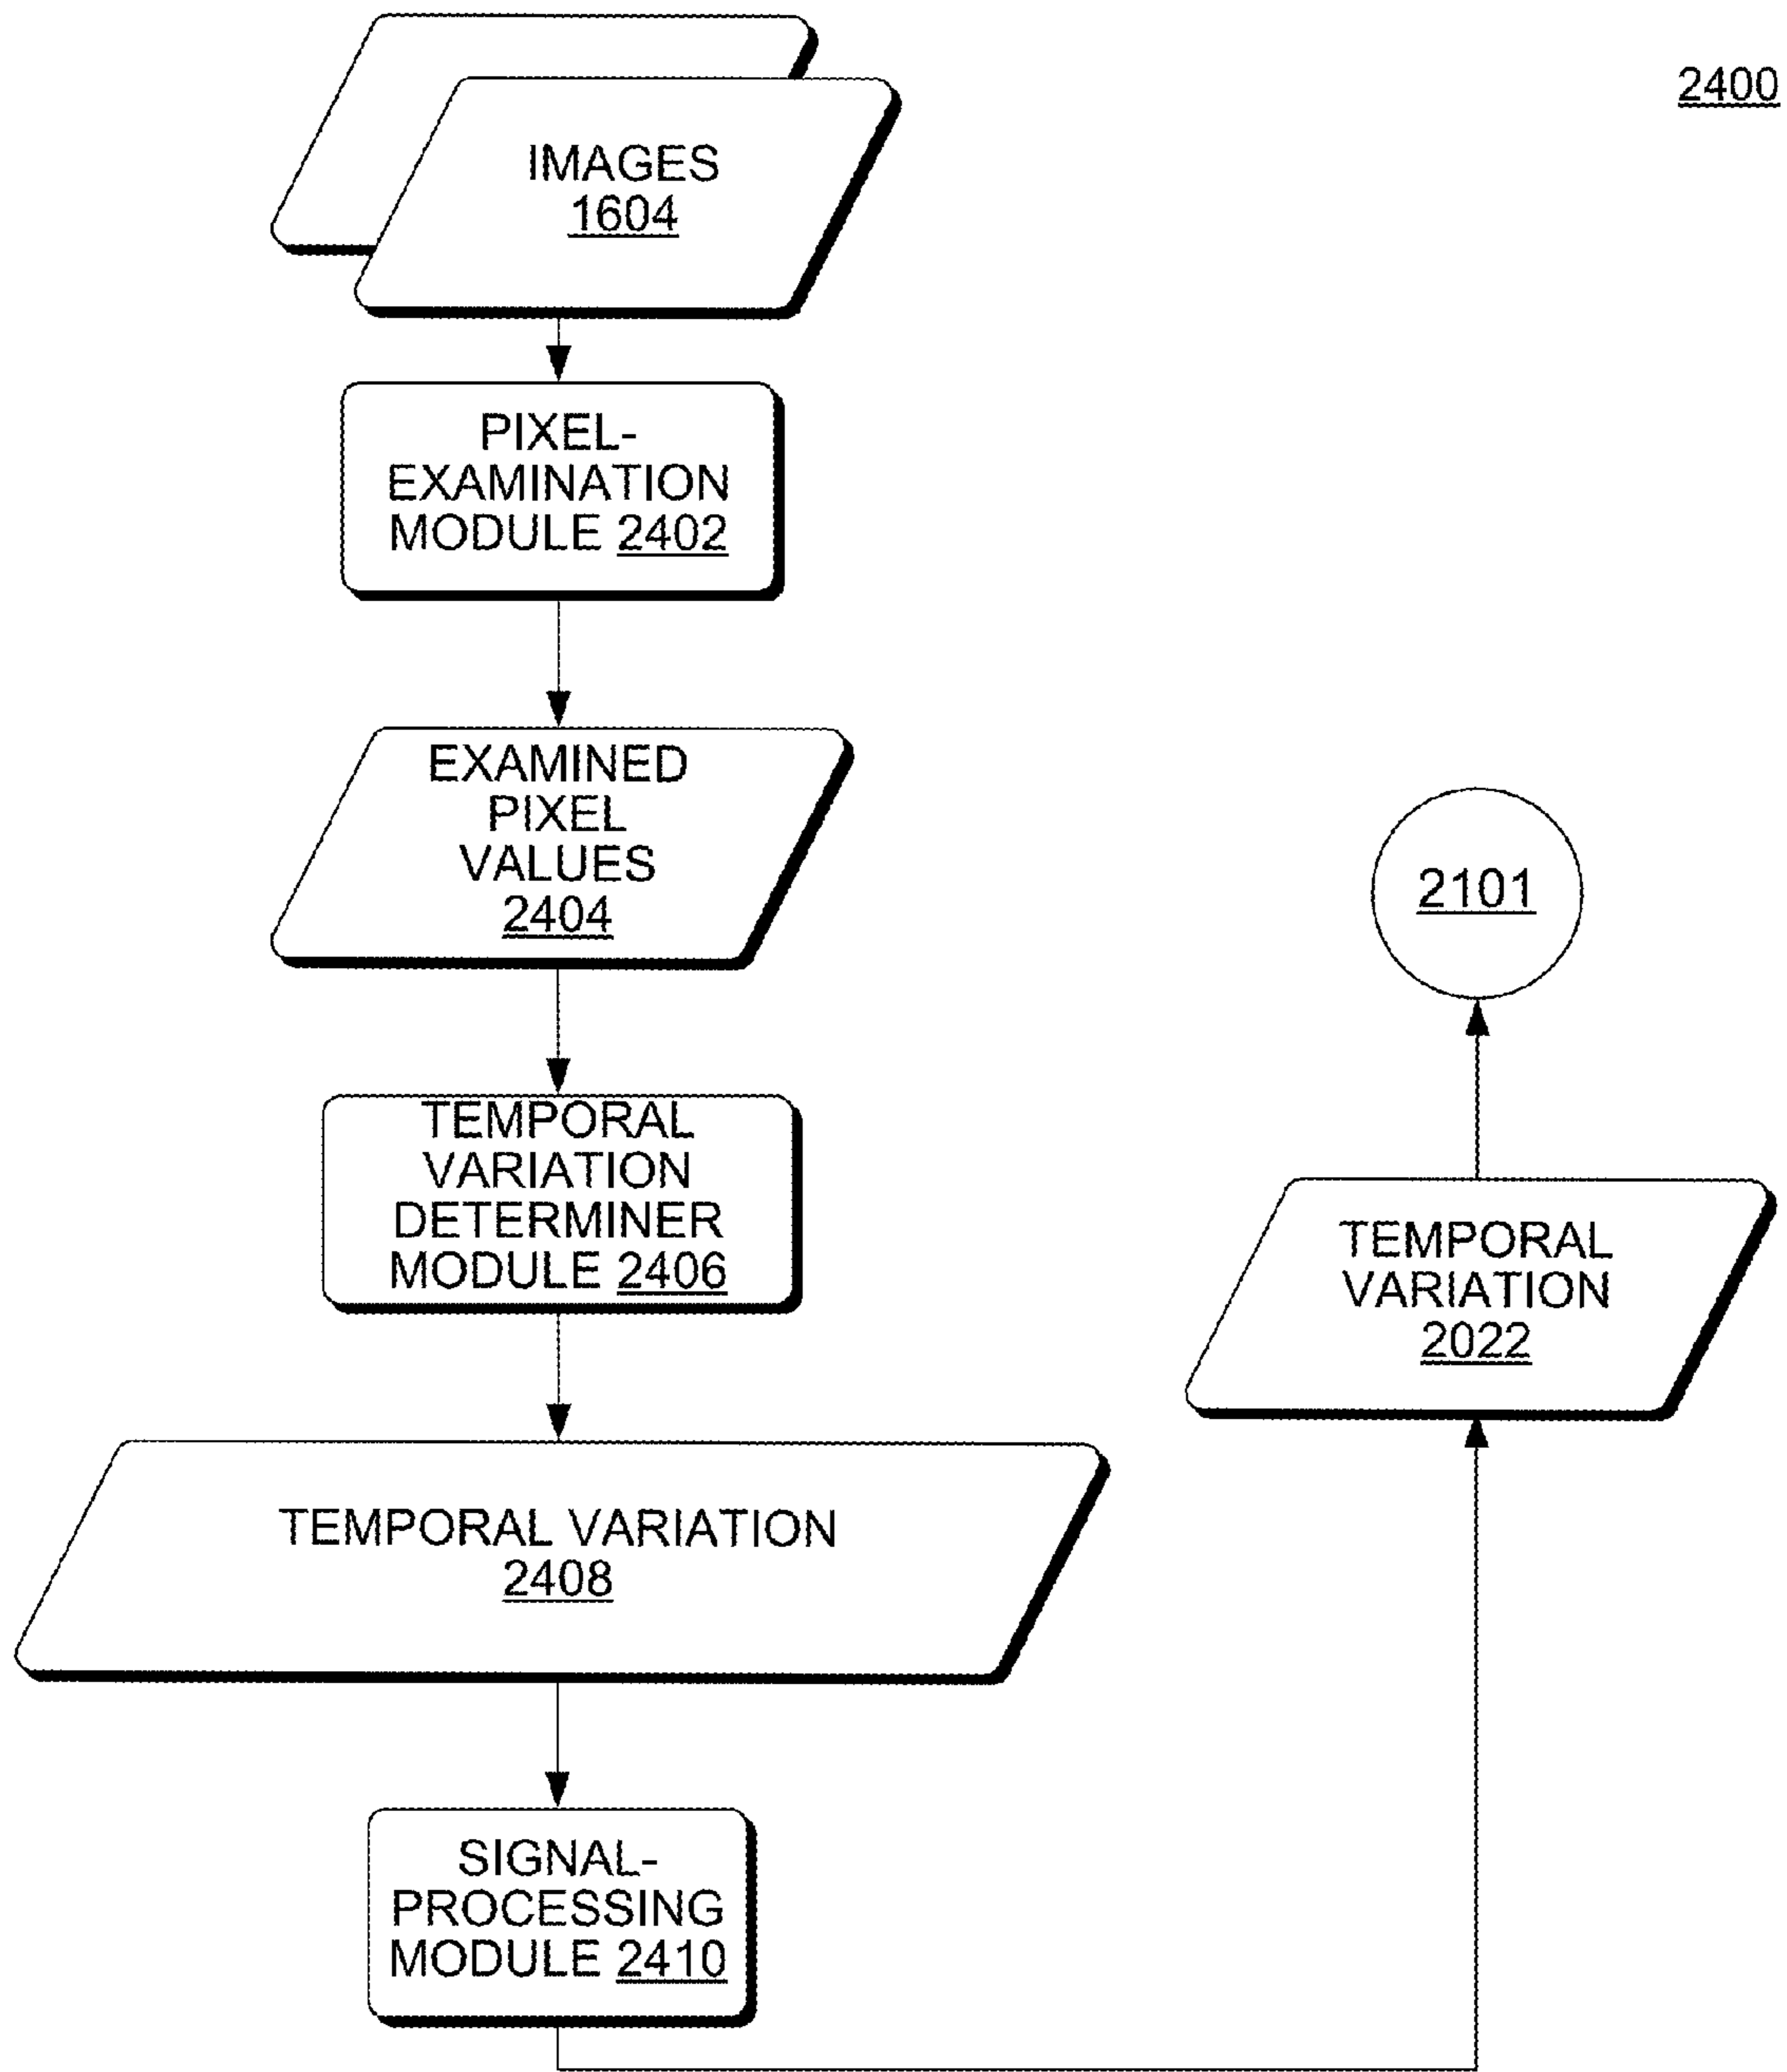 2400
IMAGES
1604
PIXEL-
EXAMINATION
MODULE 2402
EXAMINED
PIXEL
VALUES
2404
TEMPORAL
VARIATION
DETERMINER
MODULE 2406
TEMPORAL VARIATION
2408
SIGNAL-
PROCESSING
MODULE 2410
TEMPORAL
VARIATION
2022
2101